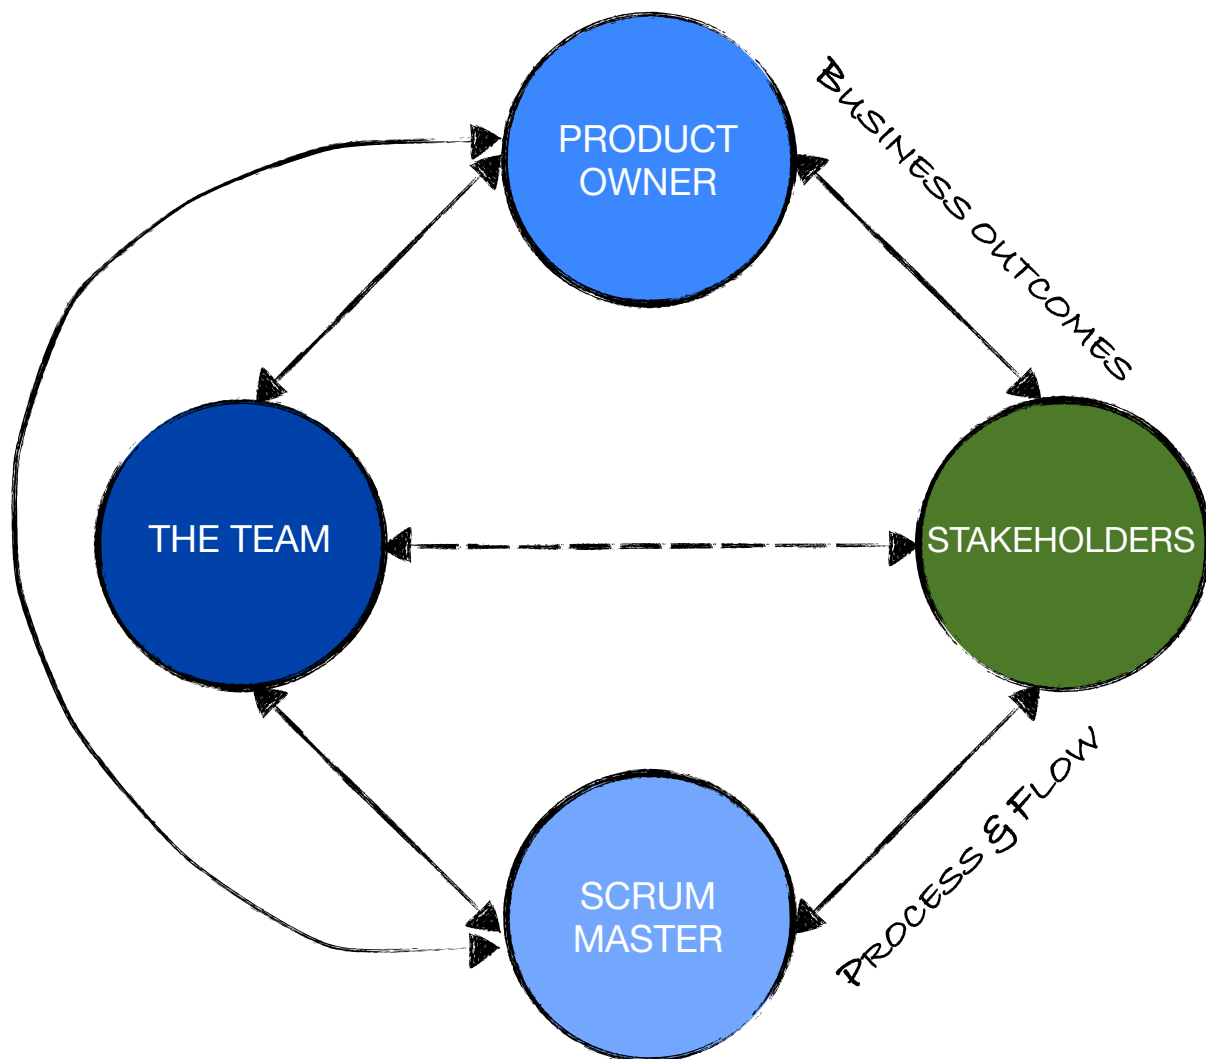 PRODUCT
OWNER
BUSINESS OUTCOMES
THE TEAM
STAKEHOLDERS
SCRUM
MASTER
PROCESS & FLOW